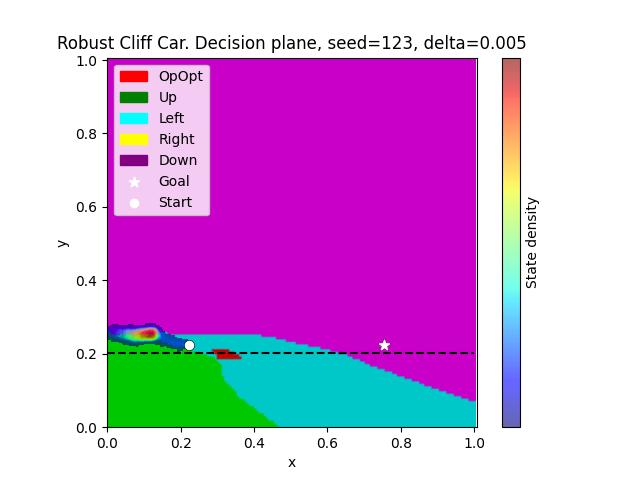 Robust Cliff Car. Decision plane, seed=123, delta=0.005
1.0
0.8
0.6
0.4
0.2
0.0
y
OpOpt
Up
Left
Right
Down
Goal
Start
State density
0.0 0.2 0.4 0.6 0.8 1.0
x